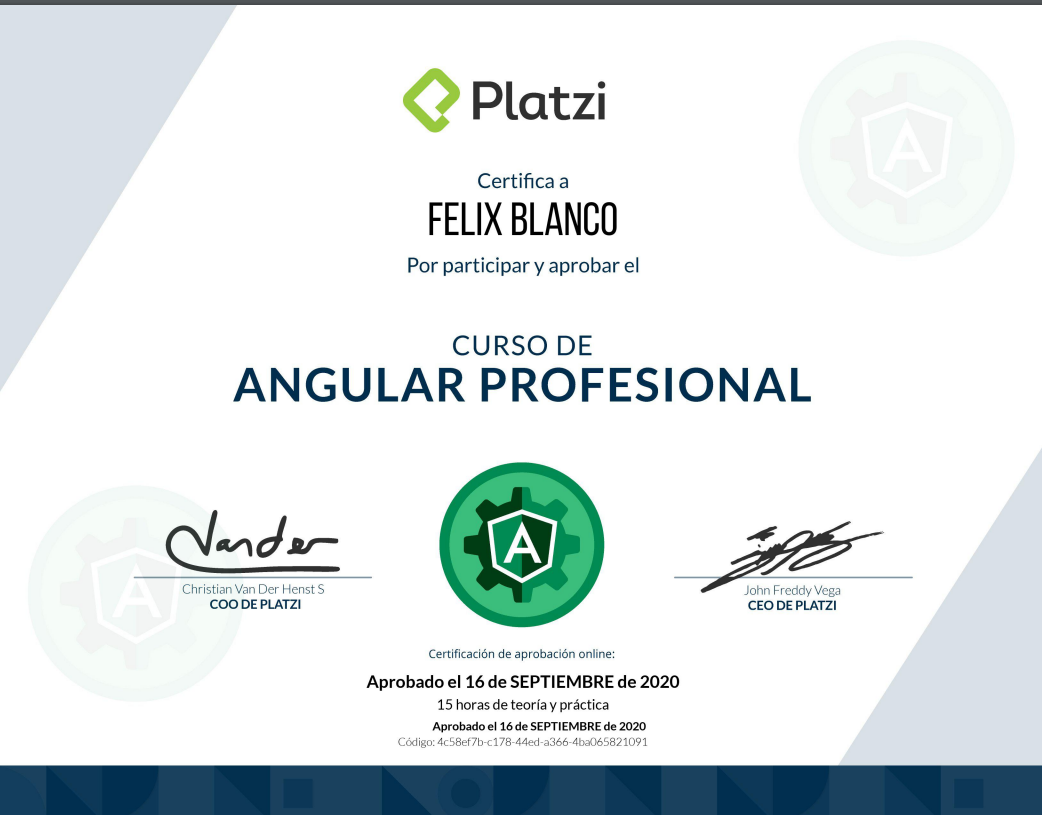 Platzi
Certifica a
FELIX BLANCO
Por participar y aprobar el
CURSO DE
ANGULAR PROFESIONAL
Vander
Christian Van Der Henst S
COO DE PLATZI
John Freddy Vega
CEO DE PLATZI
Certificación de aprobación online:
Aprobado el 16 de SEPTIEMBRE de 2020
15 horas de teoría y práctica
Aprobado el 16 de SEPTIEMBRE de 2020
Código: 4c58ef7b-c178-44ed-a366-4ba065821091